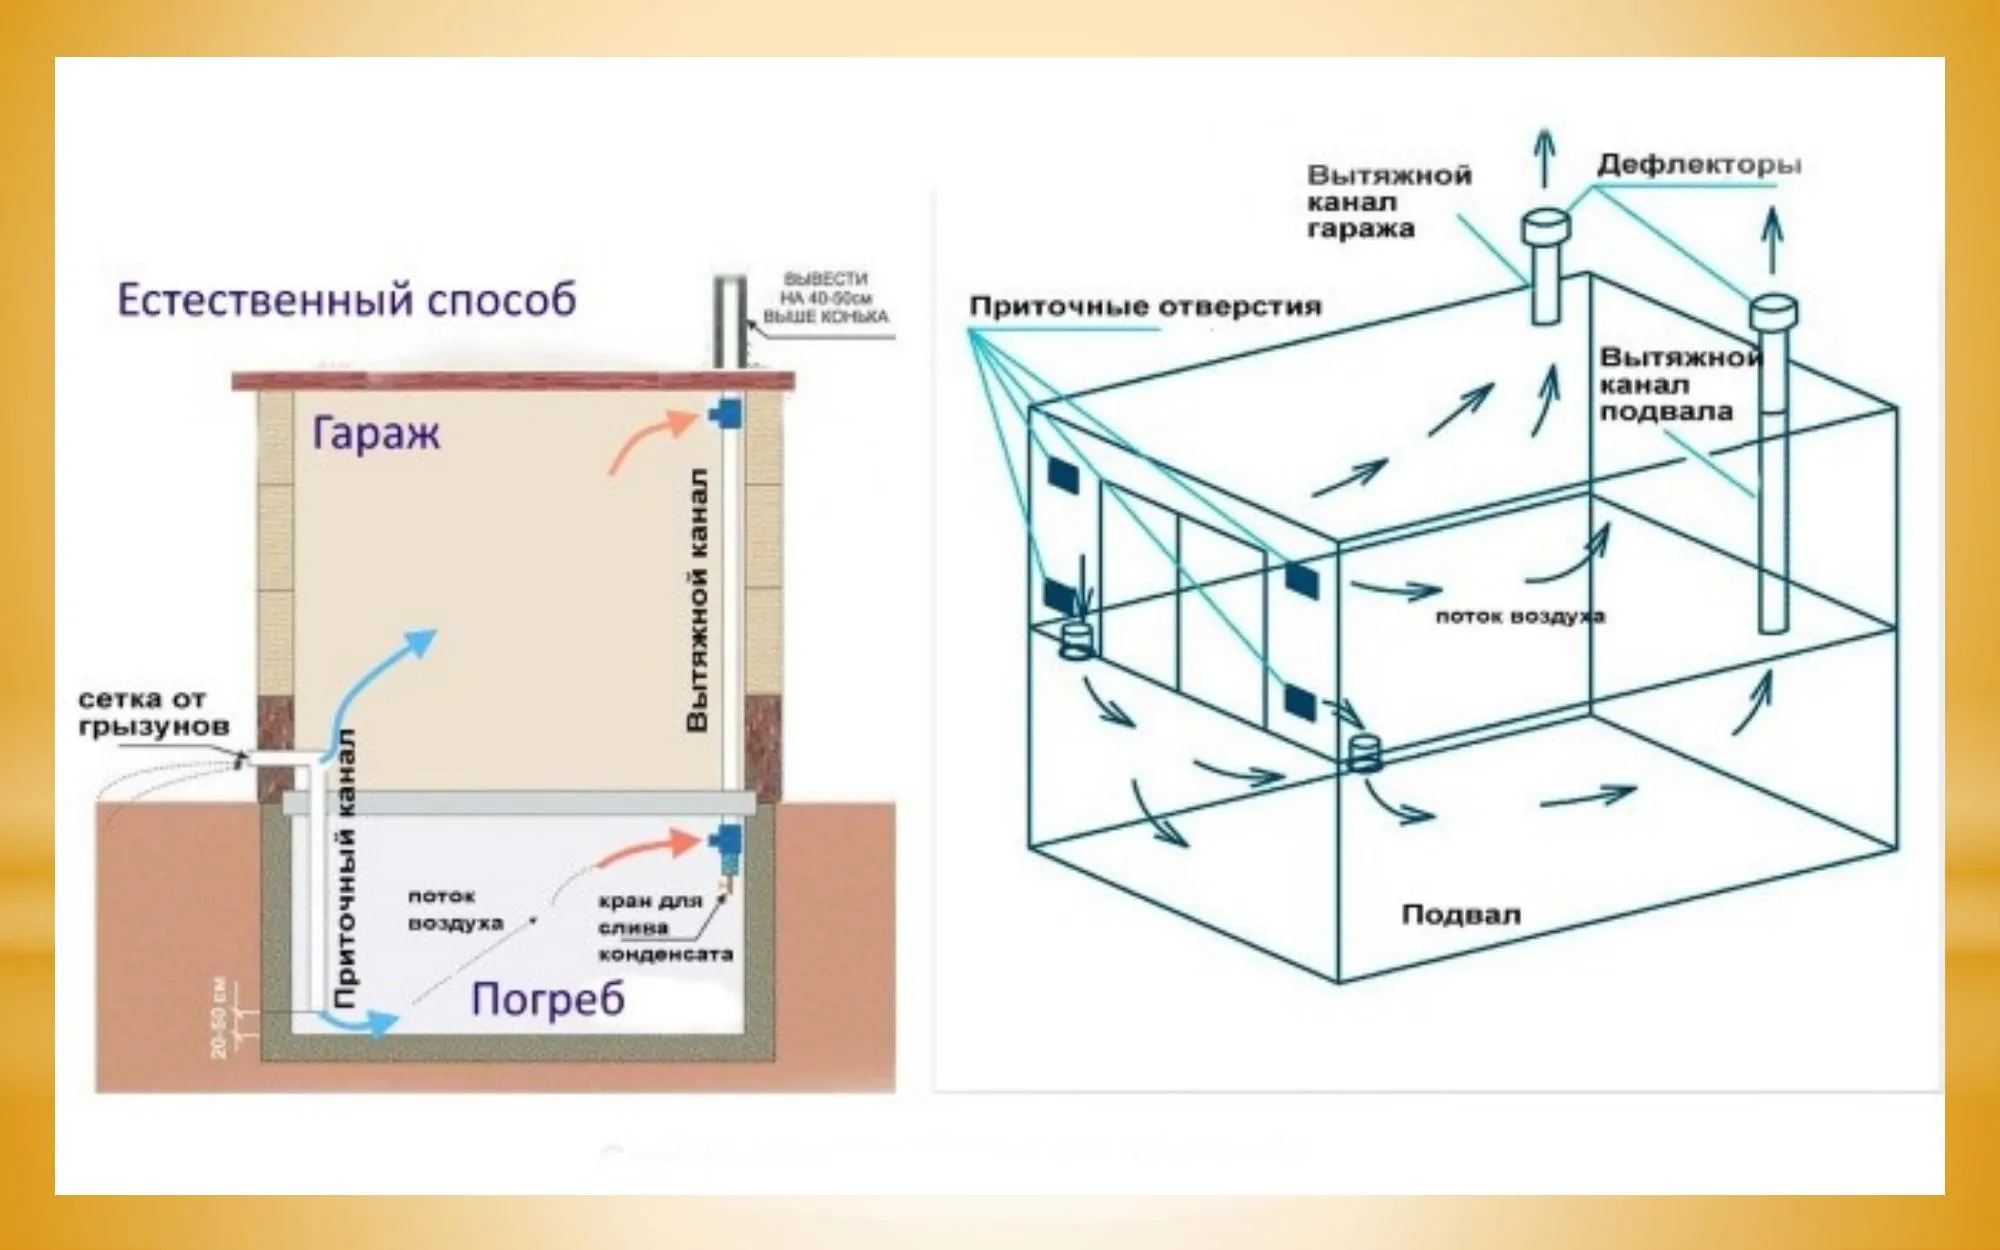 Естественный способ
ВЫВЕСТИ
НА 40-50см
ВЫШЕ КОНЬКА
Гараж
Вытяжной канал
сетка от
грызунов
Приточный канал
поток
воздуха
кран для
слива
конденсата
Погреб
20-50 см
Вытяжной
канал
гаража
Дефлекторы
Приточные отверстия
Вытяжной
канал
подвала
поток воздуха
Подвал